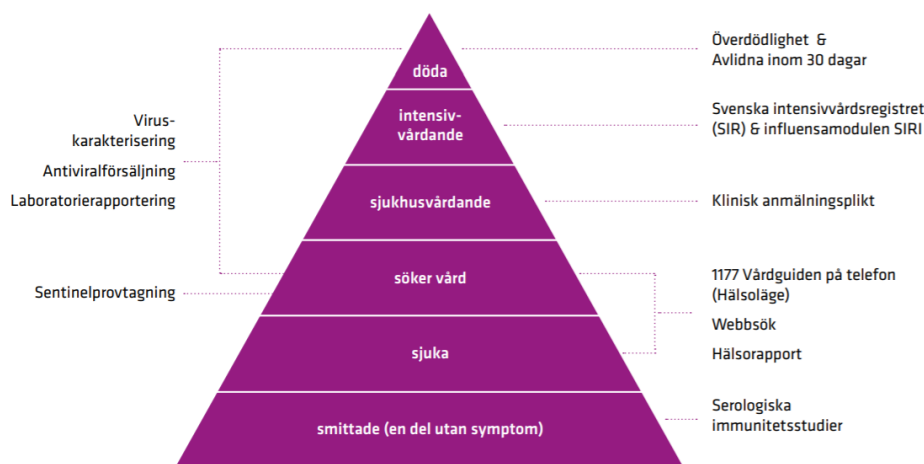 Överdödlighet &
Avlidna inom 30 dagar
döda
Svenska intensivvårdsregistret
(SIR) & influensamodulen SIRI
intensiv-
vårdande
Virus-
karakterisering
Antiviralförsäljning
Laboratorierapportering
sjukhusvårdande
Klinisk anmälningsplikt
söker vård
1177 Vårdguiden på telefon
(Hälsoläge)
Sentinelprovtagning
Webbsök
sjuka
Hälsorapport
smittade (en del utan symptom)
Serologiska
immunitetsstudier